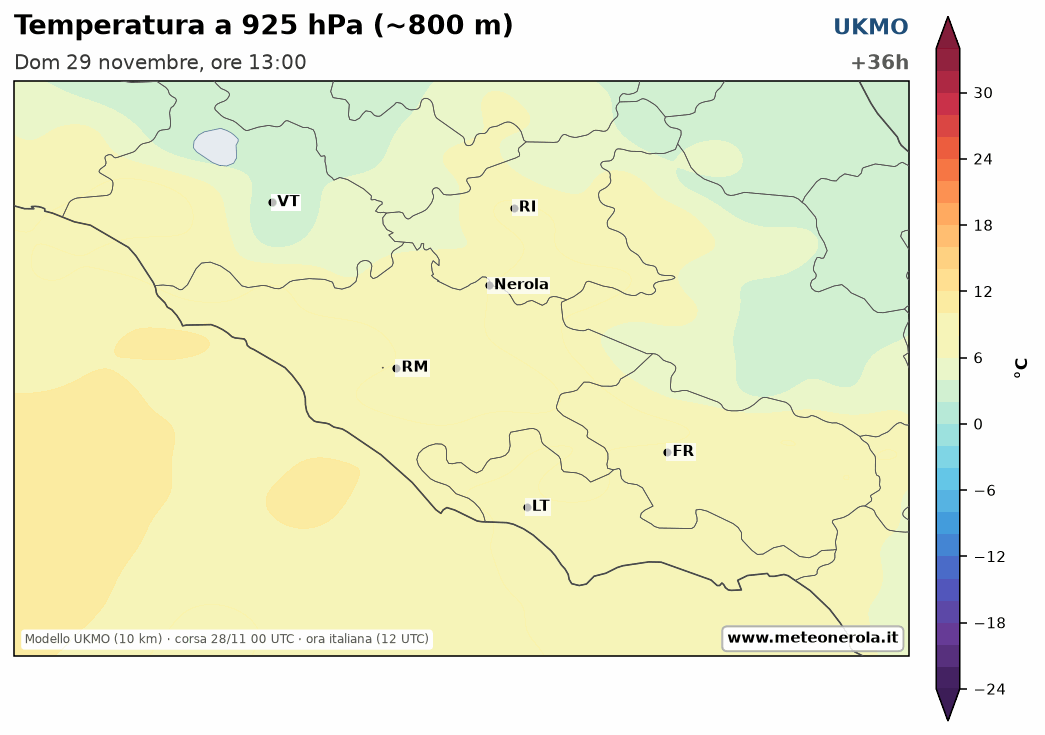 Temperatura a 925 hPa (~800 m)
UKMO
Dom 29 novembre, ore 13:00
+36h
VT
RI
Nerola
RM
FR
LT
Modello UKMO (10 km) · corsa 28/11 00 UTC · ora italiana (12 UTC)
www.meteonerola.it
30
24
18
12
6
0
−6
−12
−18
−24
°C